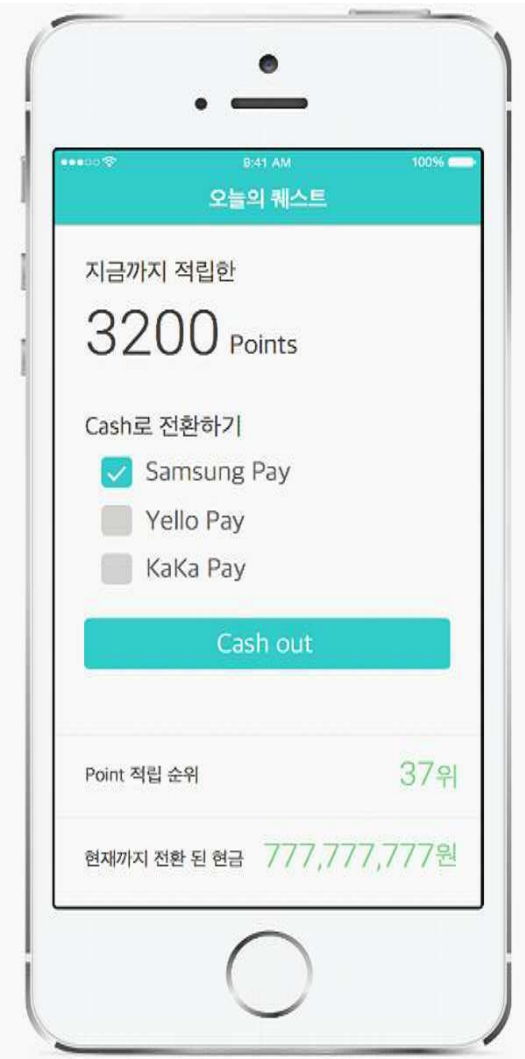 9:41 AM 100%
오늘의 퀘스트
지금까지 적립한
3200 Points
Cash로 전환하기
Samsung Pay
Yello Pay
KaKa Pay
Cash out
Point 적립 순위 37위
현재까지 전환 된 현금 777,777,777원